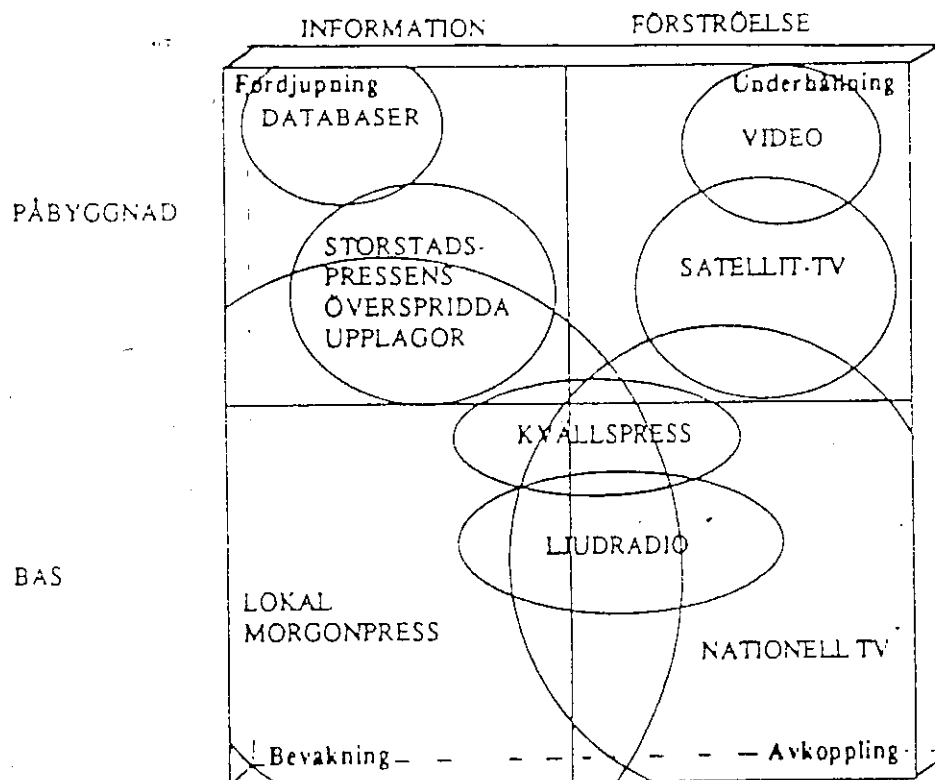 INFORMATION
FÖRSTRÖELSE
Fördjupning
Underhållning
DATABASER
VIDEO
PÅBYGGNAD
STORSTADS-
PRESSENS
ÖVERSPRIDDA
UPPLAGOR
SATELLIT-TV
KVÄLLSPRESS
LJUDRADIO
BAS
LOKAL
MORGONPRESS
NATIONELL TV
Bevakning
Avkoppling